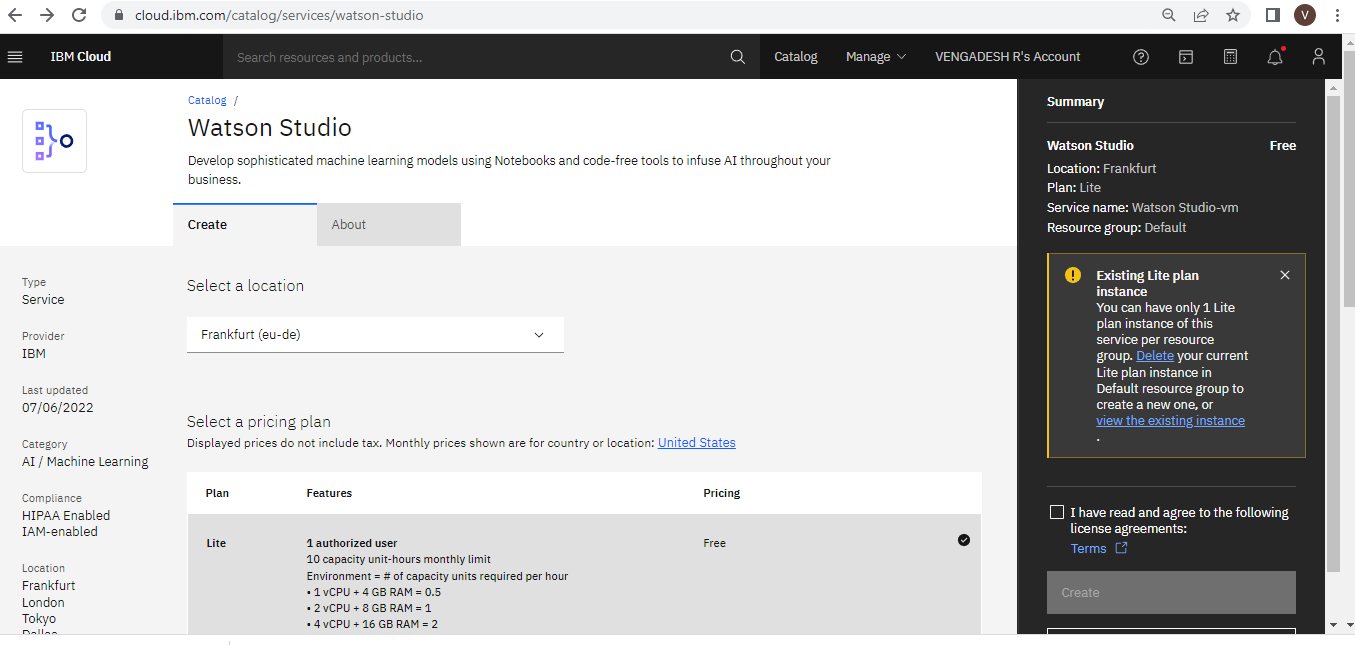 cloud.ibm.com/catalog/services/watson-studio
V
IBM Cloud
Search resources and products...
Catalog
Manage
VENGADESH R's Account
Catalog /
Watson Studio
Develop sophisticated machine learning models using Notebooks and code-free tools to infuse AI throughout your
business.
Create
About
Type
Service
Provider
IBM
Last updated
07/06/2022
Category
AI / Machine Learning
Compliance
HIPAA Enabled
IAM-enabled
Location
Frankfurt
London
Tokyo
Dallas
Select a location
Frankfurt (eu-de)
Select a pricing plan
Displayed prices do not include tax. Monthly prices shown are for country or location: United States
Plan
Features
Pricing
Lite
1 authorized user
Free
10 capacity unit-hours monthly limit
Environment = # of capacity units required per hour
• 1 vCPU + 4 GB RAM = 0.5
• 2 vCPU + 8 GB RAM = 1
• 4 vCPU + 16 GB RAM = 2
Summary
Watson Studio Free
Location: Frankfurt
Plan: Lite
Service name: Watson Studio-vm
Resource group: Default
Existing Lite plan
instance
You can have only 1 Lite
plan instance of this
service per resource
group. Delete your current
Lite plan instance in
Default resource group to
create a new one, or
view the existing instance
.
I have read and agree to the following
license agreements:
Terms
Create